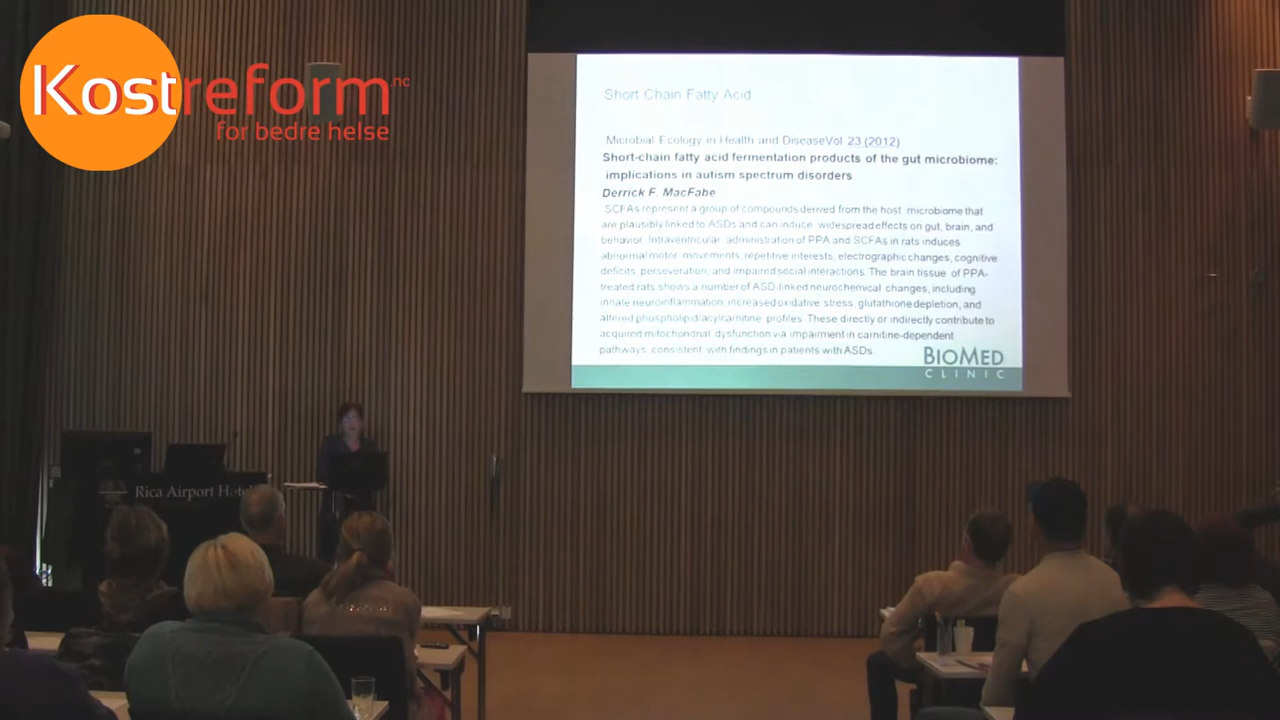 Kostreform
nc
for bedre helse
Short Chain Fatty Acid
Microbial Ecology in Health and DiseaseVol 23 (2012)
Short-chain fatty acid fermentation products of the gut microbiome:
implications in autism spectrum disorders
Derrick F. MacFabe
SCFAs represent a group of compounds derived from the host microbiome that
are plausibly linked to ASDs and can induce widespread effects on gut, brain, and
behavior. Intraventricular administration of PPA and SCFAs in rats induces
abnormal motor movements, repetitive interests, electrographic changes, cognitive
deficits, perseveration, and impaired social interactions. The brain tissue of PPA-
treated rats shows a number of ASD-linked neurochemical changes, including
innate neuroinflammation, increased oxidative stress, glutathione depletion, and
altered phospholipid/acylcarnitine profiles. These directly or indirectly contribute to
acquired mitochondrial dysfunction via impairment in carnitine-dependent
pathways, consistent with findings in patients with ASDs.
BIOMED
CLINIC
Rica Airport Hotel